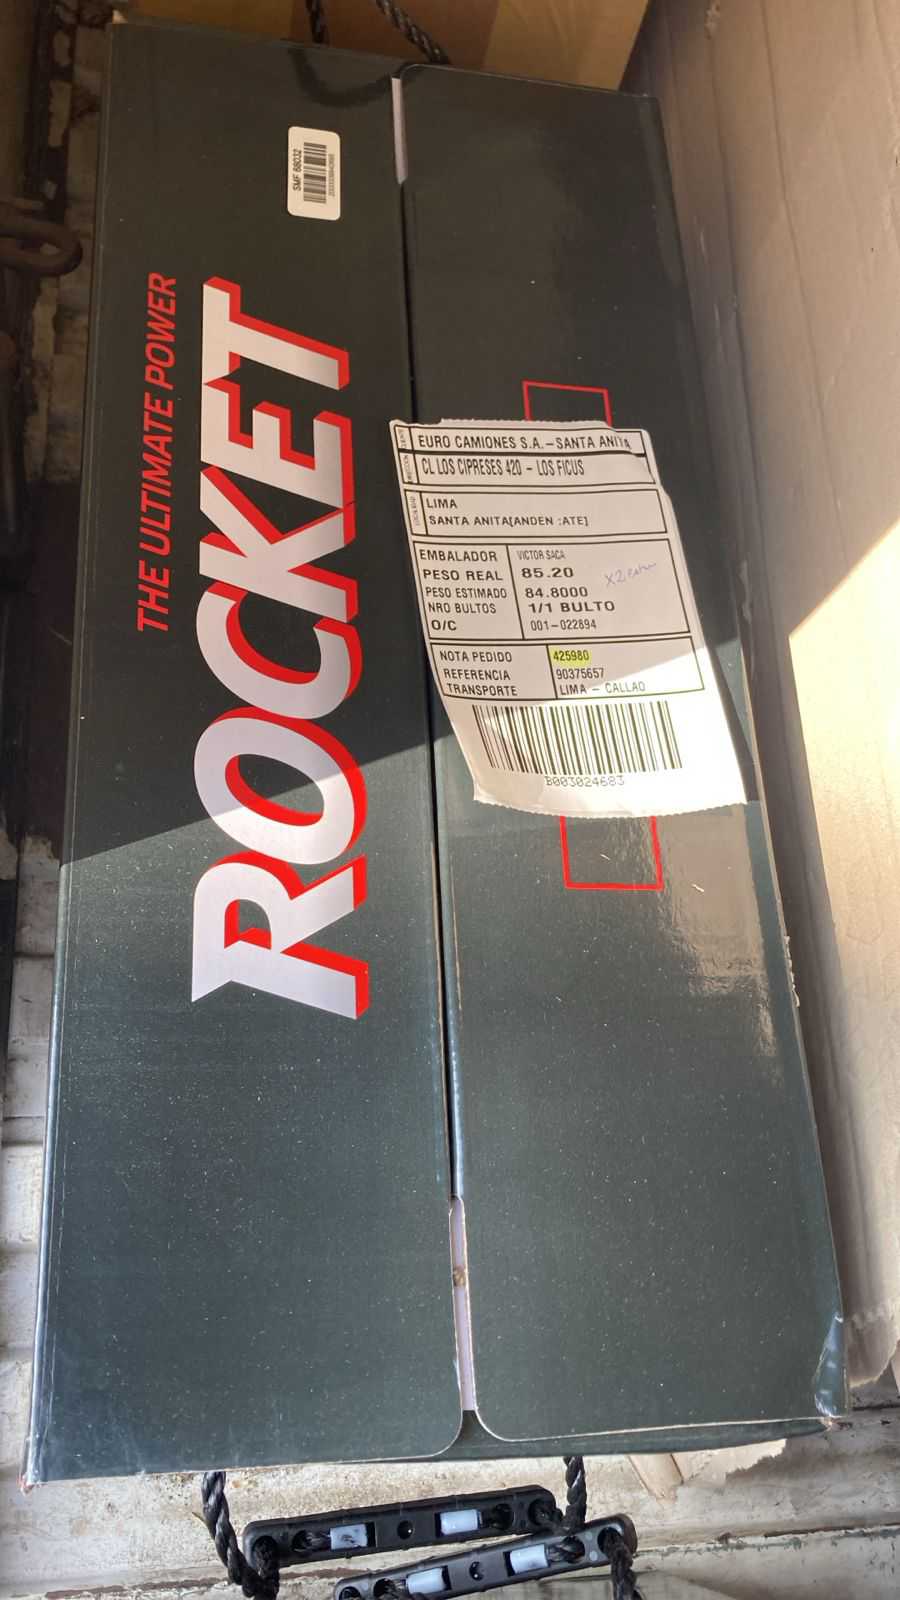 SMF 68032
THE ULTIMATE POWER
ROCKET
EURO CAMIONES S.A.-SANTA ANITA
CL LOS CIPRESES 420 - LOS FICUS
LIMA
SANTA ANITA[ANDEN :ATE]
EMBALADOR VICTOR SACA
PESO REAL 85.20
PESO ESTIMADO 84.8000
NRO BULTOS 1/1 BULTO
O/C 001-022894
NOTA PEDIDO 425980
REFERENCIA 90375657
TRANSPORTE LIMA - CALLAO
B003024683